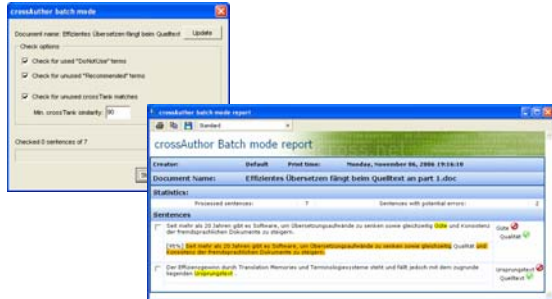 crossAuthor batch mode
Document name: Effizientes Übersetzen fängt beim Quelltext
Update
Check options
Check for used "DoNotUse" terms
Check for unused "Recommended" terms
Check for unused crossTank matches
Min. crossTank similarity: 90
Checked 0 sentences of 7
crossAuthor batch mode report
Standard
crossAuthor Batch mode report
Creator: Default Print time: Monday, November 06, 2006 19:16:18
Document Name: Effizientes Übersetzen fängt beim Quelltext an part 1.doc
Statistics:
Processed sentences: 7 Sentences with potential errors: 2
Sentences
Seit mehr als 20 Jahren gibt es Software, um Übersetzungsaufwände zu senken sowie gleichzeitig Güte und Konsistenz
der fremdsprachlichen Dokumente zu steigern.
Güte
Qualität
Seit mehr als 20 Jahren gibt es Software, um Übersetzungsaufwände zu senken sowie gleichzeitig Qualität und
Konsistenz der fremdsprachlichen Dokumente zu steigern.
Der Effizienzgewinn durch Translation Memories und Terminologiesysteme steht und fällt jedoch mit dem zugrunde
liegenden Ursprungstext .
Ursprungstext
Quelltext